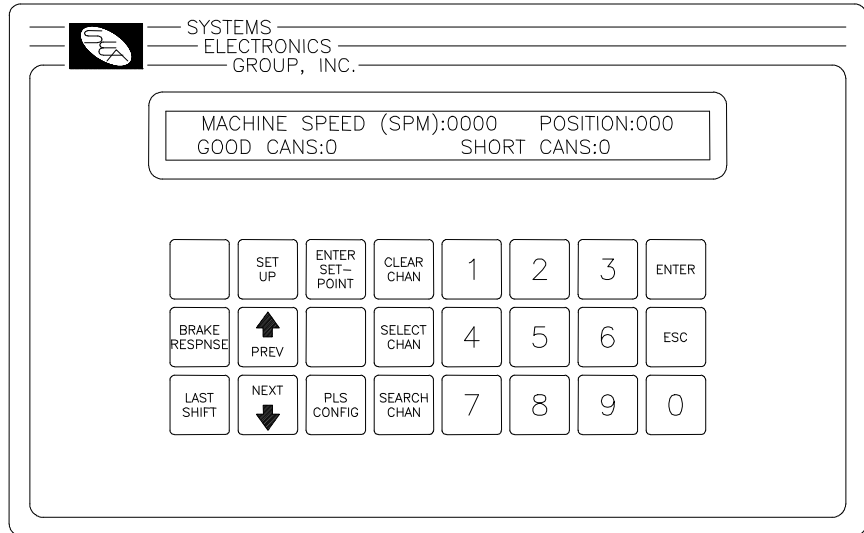 SYSTEMS
ELECTRONICS
GROUP, INC.
SEA
MACHINE SPEED (SPM):0000 POSITION:000
GOOD CANS:0 SHORT CANS:0
SET
UP
ENTER
SET-
POINT
CLEAR
CHAN
1
2
3
ENTER
BRAKE
RESPNSE
PREV
SELECT
CHAN
4
5
6
ESC
LAST
SHIFT
NEXT
PLS
CONFIG
SEARCH
CHAN
7
8
9
0